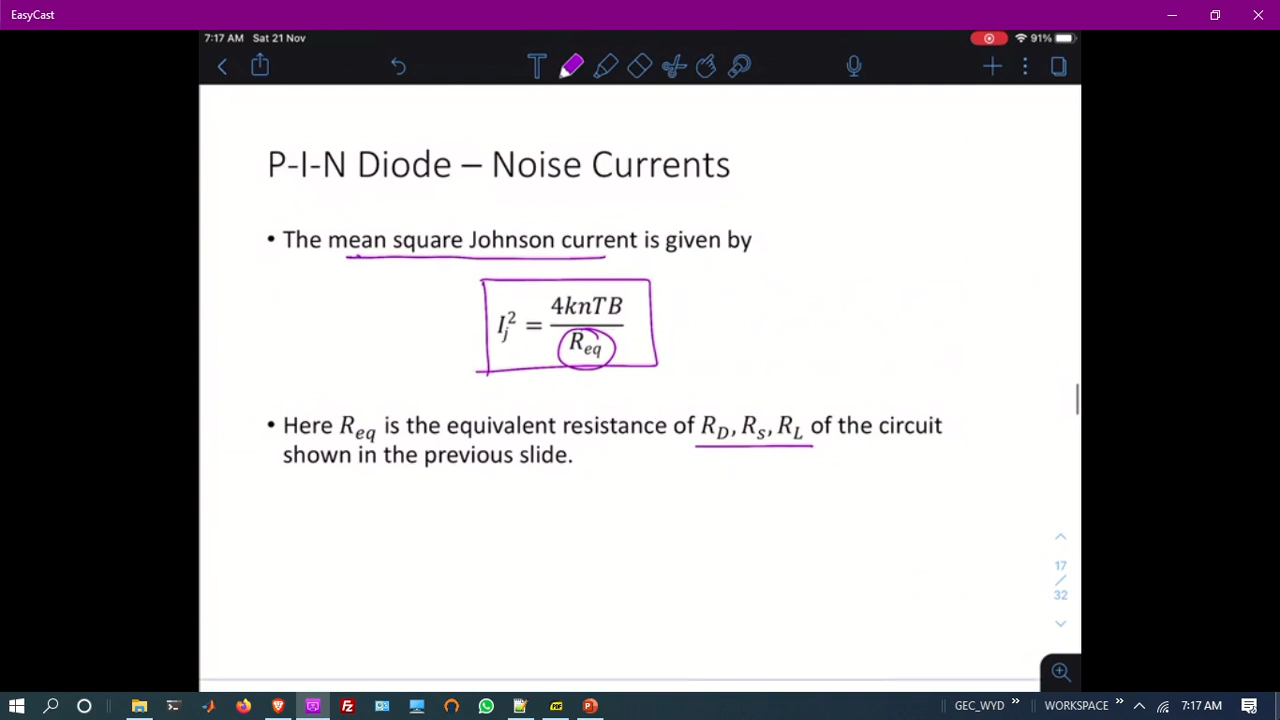 EasyCast
7:17 AM Sat 21 Nov
91%
P-I-N Diode – Noise Currents
• The mean square Johnson current is given by
I_j^2 = 4knTB / R_eq
• Here R_eq is the equivalent resistance of R_D, R_s, R_L of the circuit
shown in the previous slide.
17
/
32
GEC_WYD » WORKSPACE » 7:17 AM